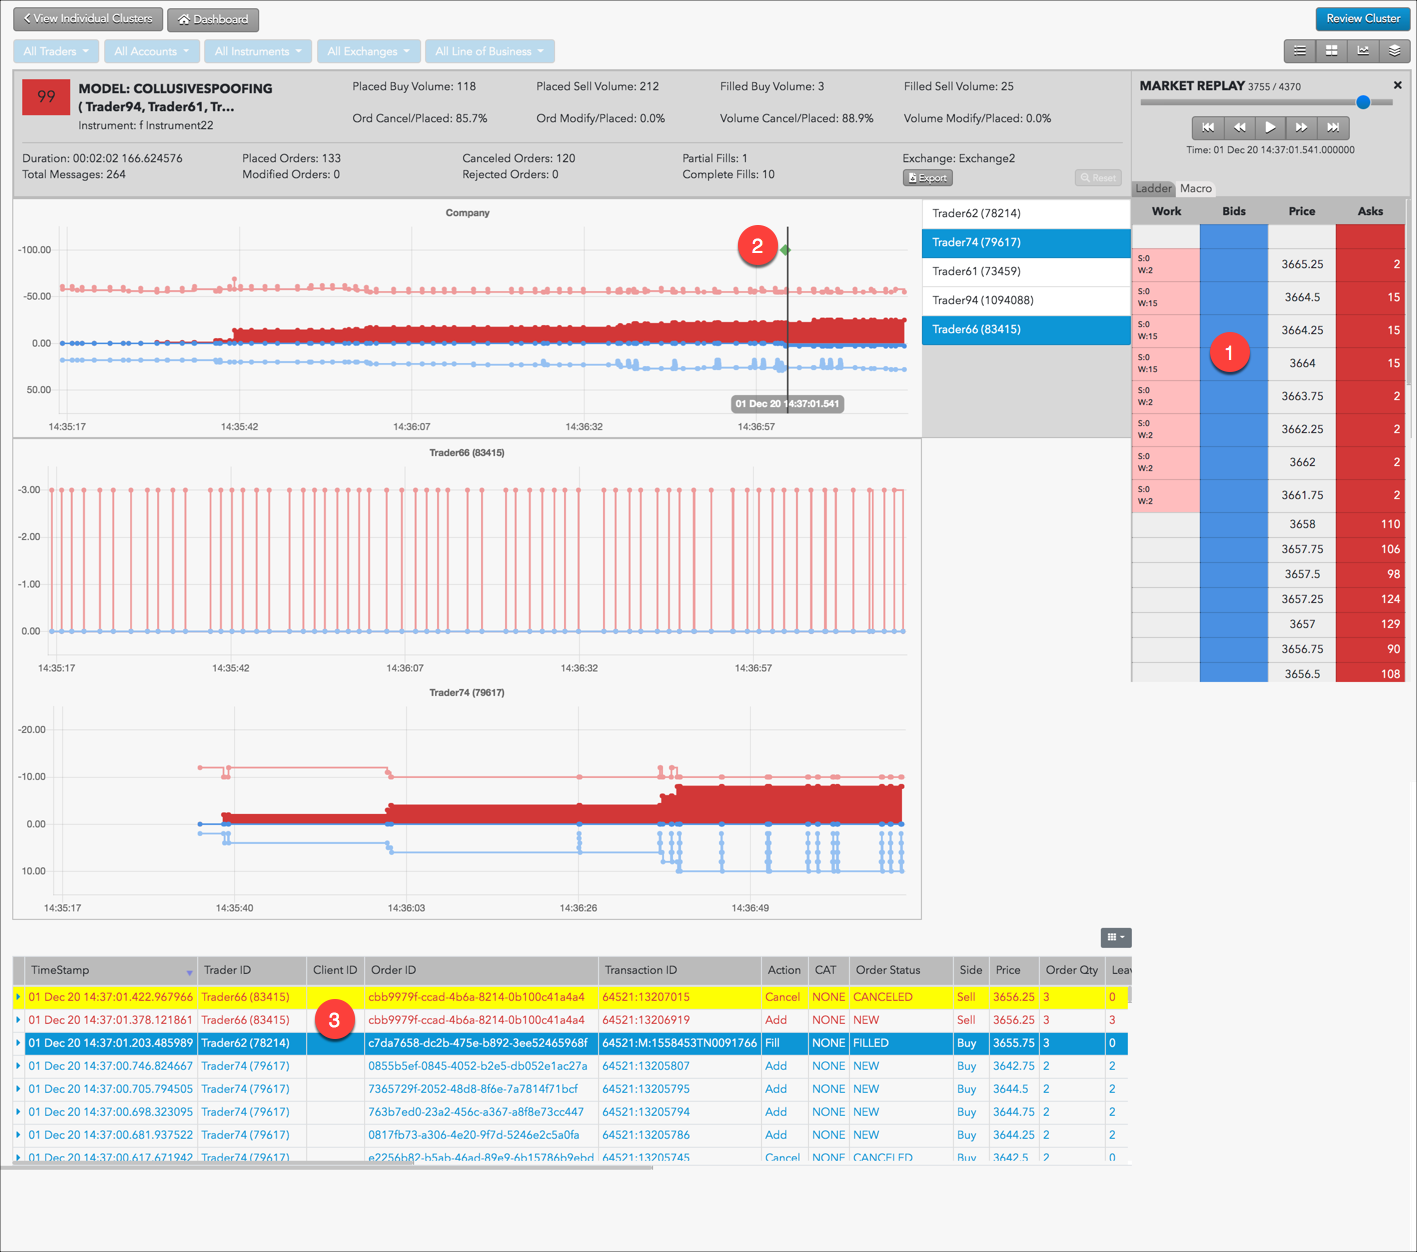 View Individual Clusters
Dashboard
Review Cluster
All Traders
All Accounts
All Instruments
All Exchanges
All Line of Business
99
MODEL: COLLUSIVESPOOFING
( Trader94, Trader61, Tr...
Instrument: f Instrument22
Placed Buy Volume: 118
Placed Sell Volume: 212
Filled Buy Volume: 3
Filled Sell Volume: 25
Ord Cancel/Placed: 85.7%
Ord Modify/Placed: 0.0%
Volume Cancel/Placed: 88.9%
Volume Modify/Placed: 0.0%
Duration: 00:02:02 166.624576
Placed Orders: 133
Canceled Orders: 120
Partial Fills: 1
Exchange: Exchange2
Total Messages: 264
Modified Orders: 0
Rejected Orders: 0
Complete Fills: 10
Export
Reset
MARKET REPLAY 3755 / 4370
Time: 01 Dec 20 14:37:01.541.000000
Ladder
Macro
Work Bids Price Asks
S:0
W:2
3665.25 2
S:0
W:15
3664.5 15
S:0
W:15
3664.25 15
S:0
W:15
3664 15
S:0
W:2
3663.75 2
S:0
W:2
3662.25 2
S:0
W:2
3662 2
S:0
W:2
3661.75 2
3658 110
3657.75 106
3657.5 98
3657.25 124
3657 129
3656.75 90
3656.5 108
1
Company
-100.00
-50.00
0.00
50.00
2
01 Dec 20 14:37:01.541
14:35:17 14:35:42 14:36:07 14:36:32 14:36:57
Trader62 (78214)
Trader74 (79617)
Trader61 (73459)
Trader94 (1094088)
Trader66 (83415)
Trader66 (83415)
-3.00
-2.00
-1.00
0.00
14:35:17 14:35:42 14:36:07 14:36:32 14:36:57
Trader74 (79617)
-20.00
-10.00
0.00
10.00
14:35:17 14:35:40 14:36:03 14:36:26 14:36:49
TimeStamp Trader ID Client ID Order ID Transaction ID Action CAT Order Status Side Price Order Qty Leav
01 Dec 20 14:37:01.422.967966 Trader66 (83415) cbb9979f-ccad-4b6a-8214-0b100c41a4a4 64521:13207015 Cancel NONE CANCELED Sell 3656.25 3 0
01 Dec 20 14:37:01.378.121861 Trader66 (83415) cbb9979f-ccad-4b6a-8214-0b100c41a4a4 64521:13206919 Add NONE NEW Sell 3656.25 3 3
3
01 Dec 20 14:37:01.203.485989 Trader62 (78214) c7da7658-dc2b-475e-b892-3ee52465968f 64521:M:1558453TN0091766 Fill NONE FILLED Buy 3655.75 3 0
01 Dec 20 14:37:00.746.824667 Trader74 (79617) 0855b5ef-0845-4052-b2e5-db052e1ac27a 64521:13205807 Add NONE NEW Buy 3642.75 2 2
01 Dec 20 14:37:00.705.794505 Trader74 (79617) 7365729f-2052-48d8-8f6e-7a7814f71bcf 64521:13205795 Add NONE NEW Buy 3644.5 2 2
01 Dec 20 14:37:00.698.323095 Trader74 (79617) 763b7ed0-23a2-456c-a367-a8f8e73cc447 64521:13205794 Add NONE NEW Buy 3644.75 2 2
01 Dec 20 14:37:00.681.937522 Trader74 (79617) 0817fb73-a306-4e20-9f7d-5246e2c5a0fa 64521:13205786 Add NONE NEW Buy 3644.25 2 2
01 Dec 20 14:37:00.617.671942 Trader74 (79617) e2256b82-b5ab-46ad-89e9-6b15786b9ebd 64521:13205745 Cancel NONE CANCELED Buy 3642.5 2 0